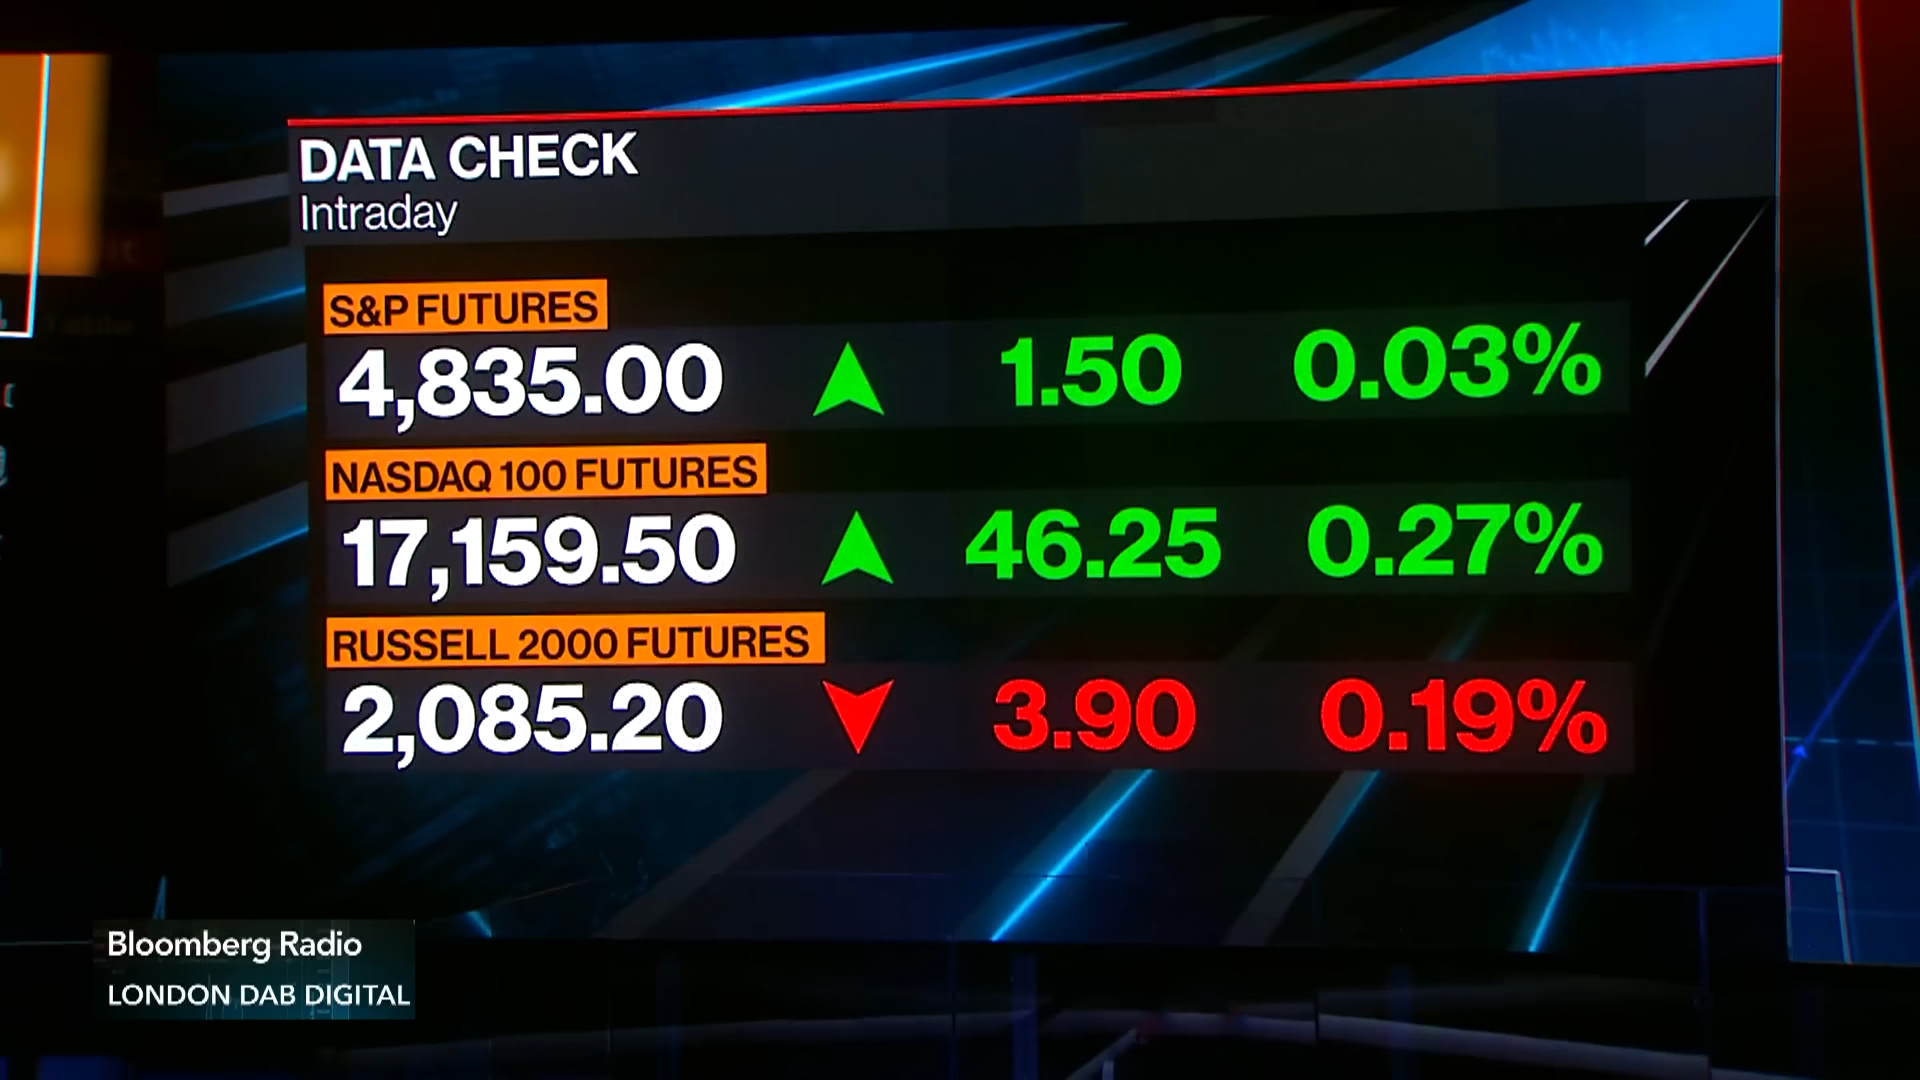 DATA CHECK
Intraday
S&P FUTURES
4,835.00 ▲ 1.50 0.03%
NASDAQ 100 FUTURES
17,159.50 ▲ 46.25 0.27%
RUSSELL 2000 FUTURES
2,085.20 ▼ 3.90 0.19%
Bloomberg Radio
LONDON DAB DIGITAL